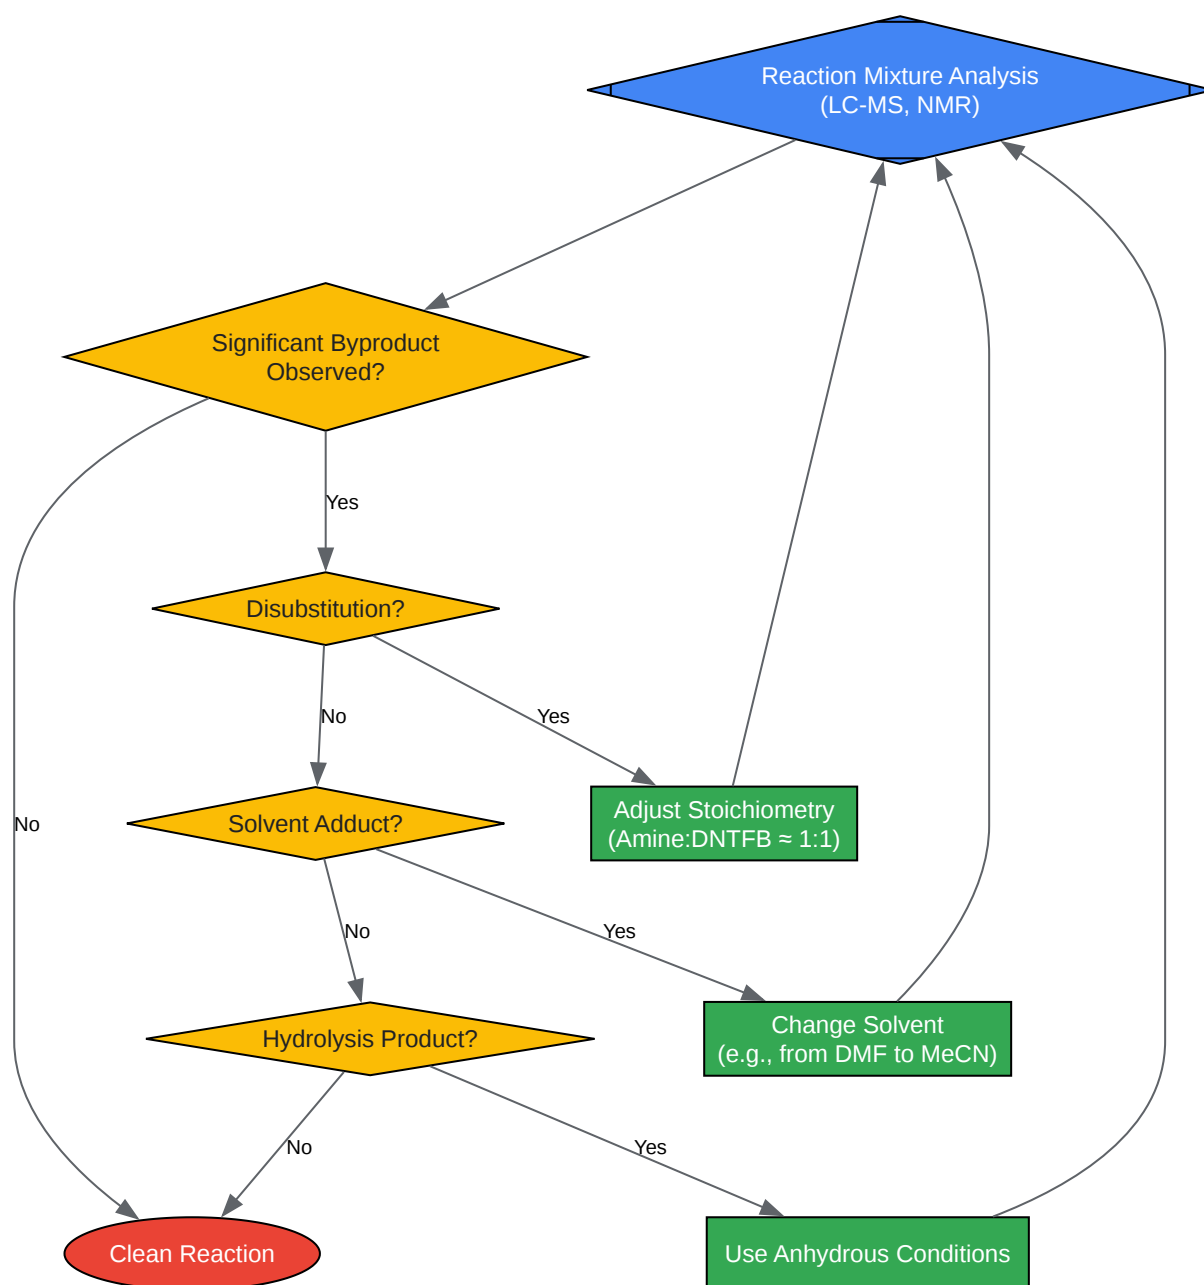 Reaction Mixture Analysis
(LC-MS, NMR)
Significant Byproduct
Observed?
Yes
Disubstitution?
No
Yes
Adjust Stoichiometry
(Amine:DNTFB ≈ 1:1)
Solvent Adduct?
No
No
Yes
Change Solvent
(e.g., from DMF to MeCN)
Hydrolysis Product?
No
Yes
Clean Reaction
Use Anhydrous Conditions